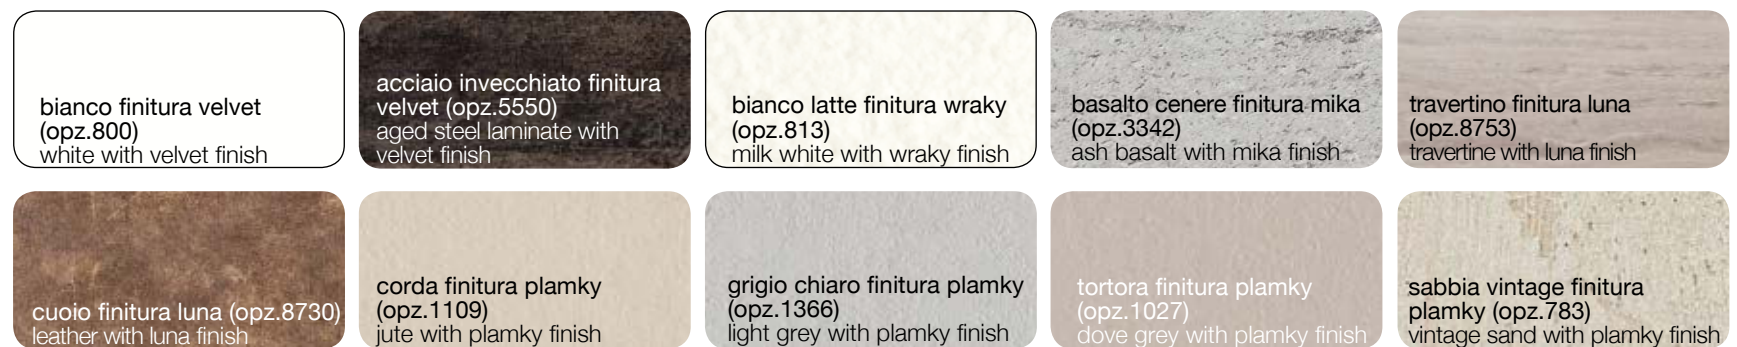 bianco finitura velvet
(opz.800)
white with velvet finish
acciaio invecchiato finitura
velvet (opz.5550)
aged steel laminate with
velvet finish
bianco latte finitura wraky
(opz.813)
milk white with wraky finish
basalto cenere finitura mika
(opz.3342)
ash basalt with mika finish
travertino finitura luna
(opz.8753)
travertine with luna finish
cuoio finitura luna (opz.8730)
leather with luna finish
corda finitura plamky
(opz.1109)
jute with plamky finish
grigio chiaro finitura plamky
(opz.1366)
light grey with plamky finish
tortora finitura plamky
(opz.1027)
dove grey with plamky finish
sabbia vintage finitura
plamky (opz.783)
vintage sand with plamky finish